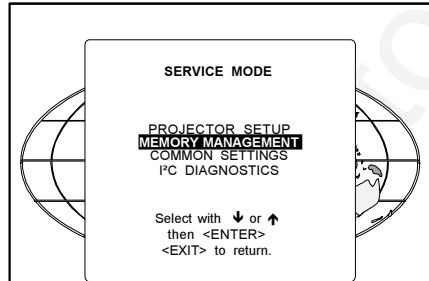 SERVICE MODE
PROJECTOR SETUP
MEMORY MANAGEMENT
COMMON SETTINGS
I²C DIAGNOSTICS
Select with ↓ or ↑
then <ENTER>
<EXIT> to return.